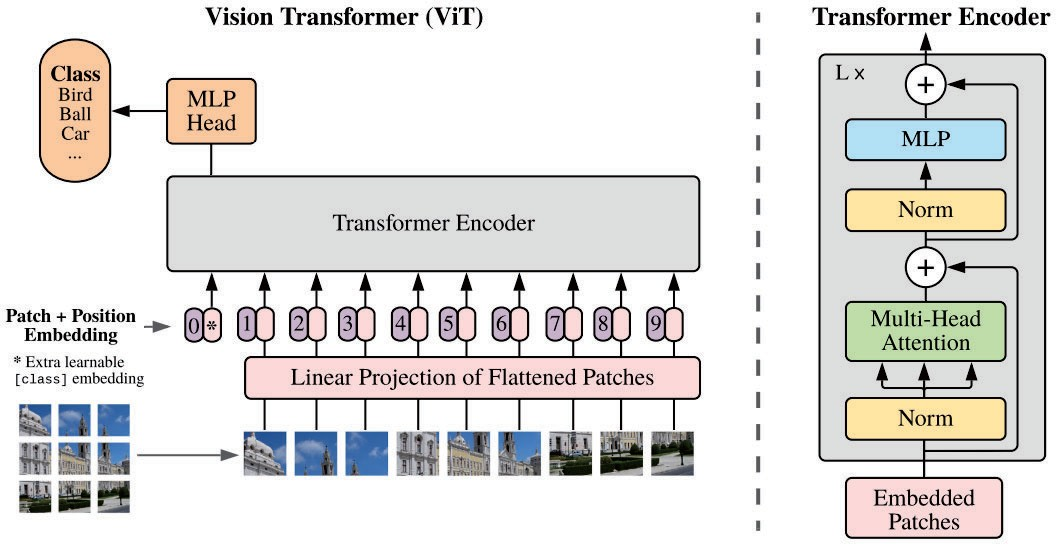 Vision Transformer (ViT)
Class
Bird
Ball
Car
...
MLP
Head
Transformer Encoder
Patch + Position
Embedding
* Extra learnable
[class] embedding
0 * 1 2 3 4 5 6 7 8 9
Linear Projection of Flattened Patches
Transformer Encoder
L x
+
MLP
Norm
+
Multi-Head
Attention
Norm
Embedded
Patches